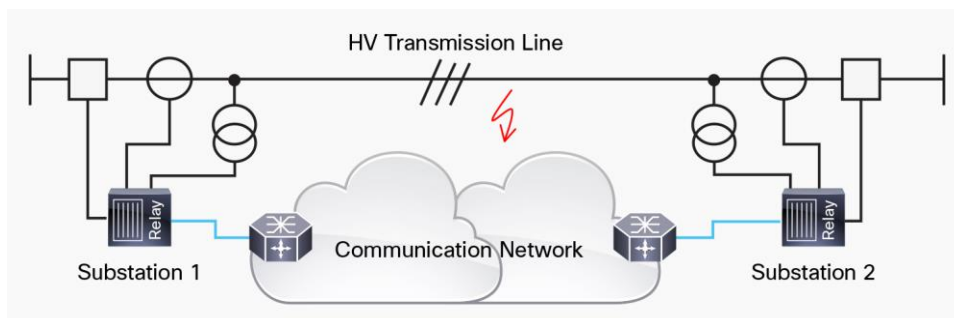 HV Transmission Line
Relay
Relay
Communication Network
Substation 1
Substation 2